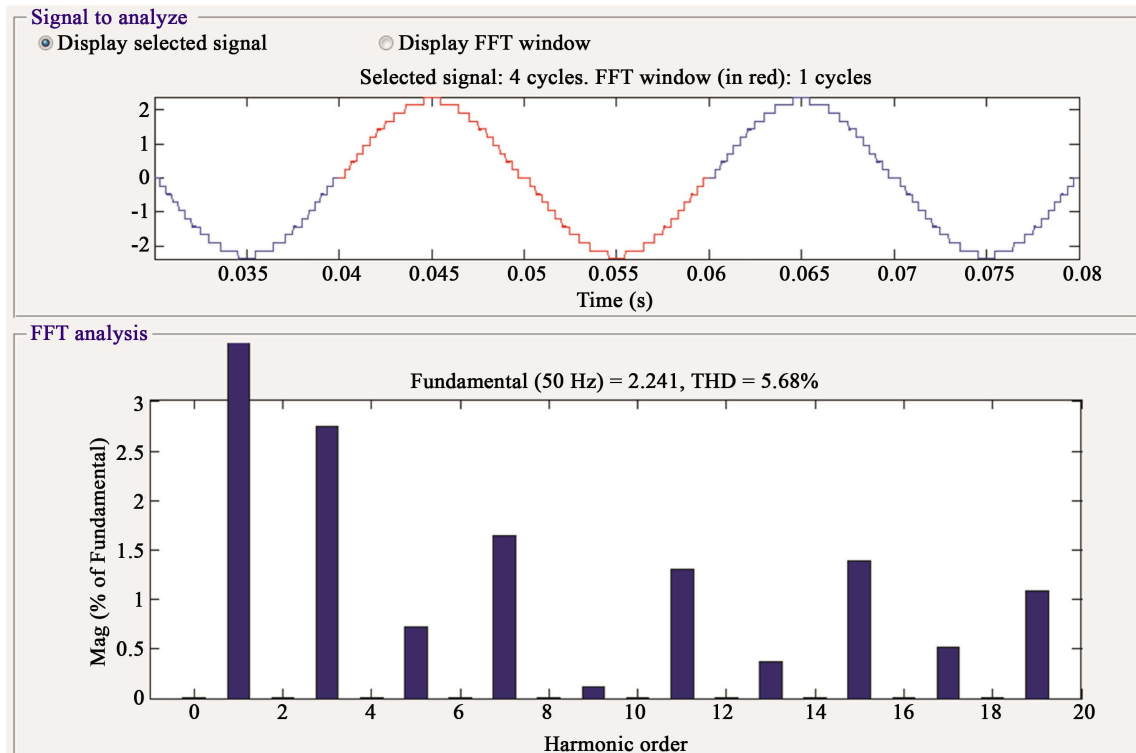 Signal to analyze
Display selected signal Display FFT window
Selected signal: 4 cycles. FFT window (in red): 1 cycles
2
1
0
-1
-2
0.035 0.04 0.045 0.05 0.055 0.06 0.065 0.07 0.075 0.08
Time (s)
FFT analysis
Fundamental (50 Hz) = 2.241, THD = 5.68%
Mag (% of Fundamental)
3
2.5
2
1.5
1
0.5
0
0 2 4 6 8 10 12 14 16 18 20
Harmonic order